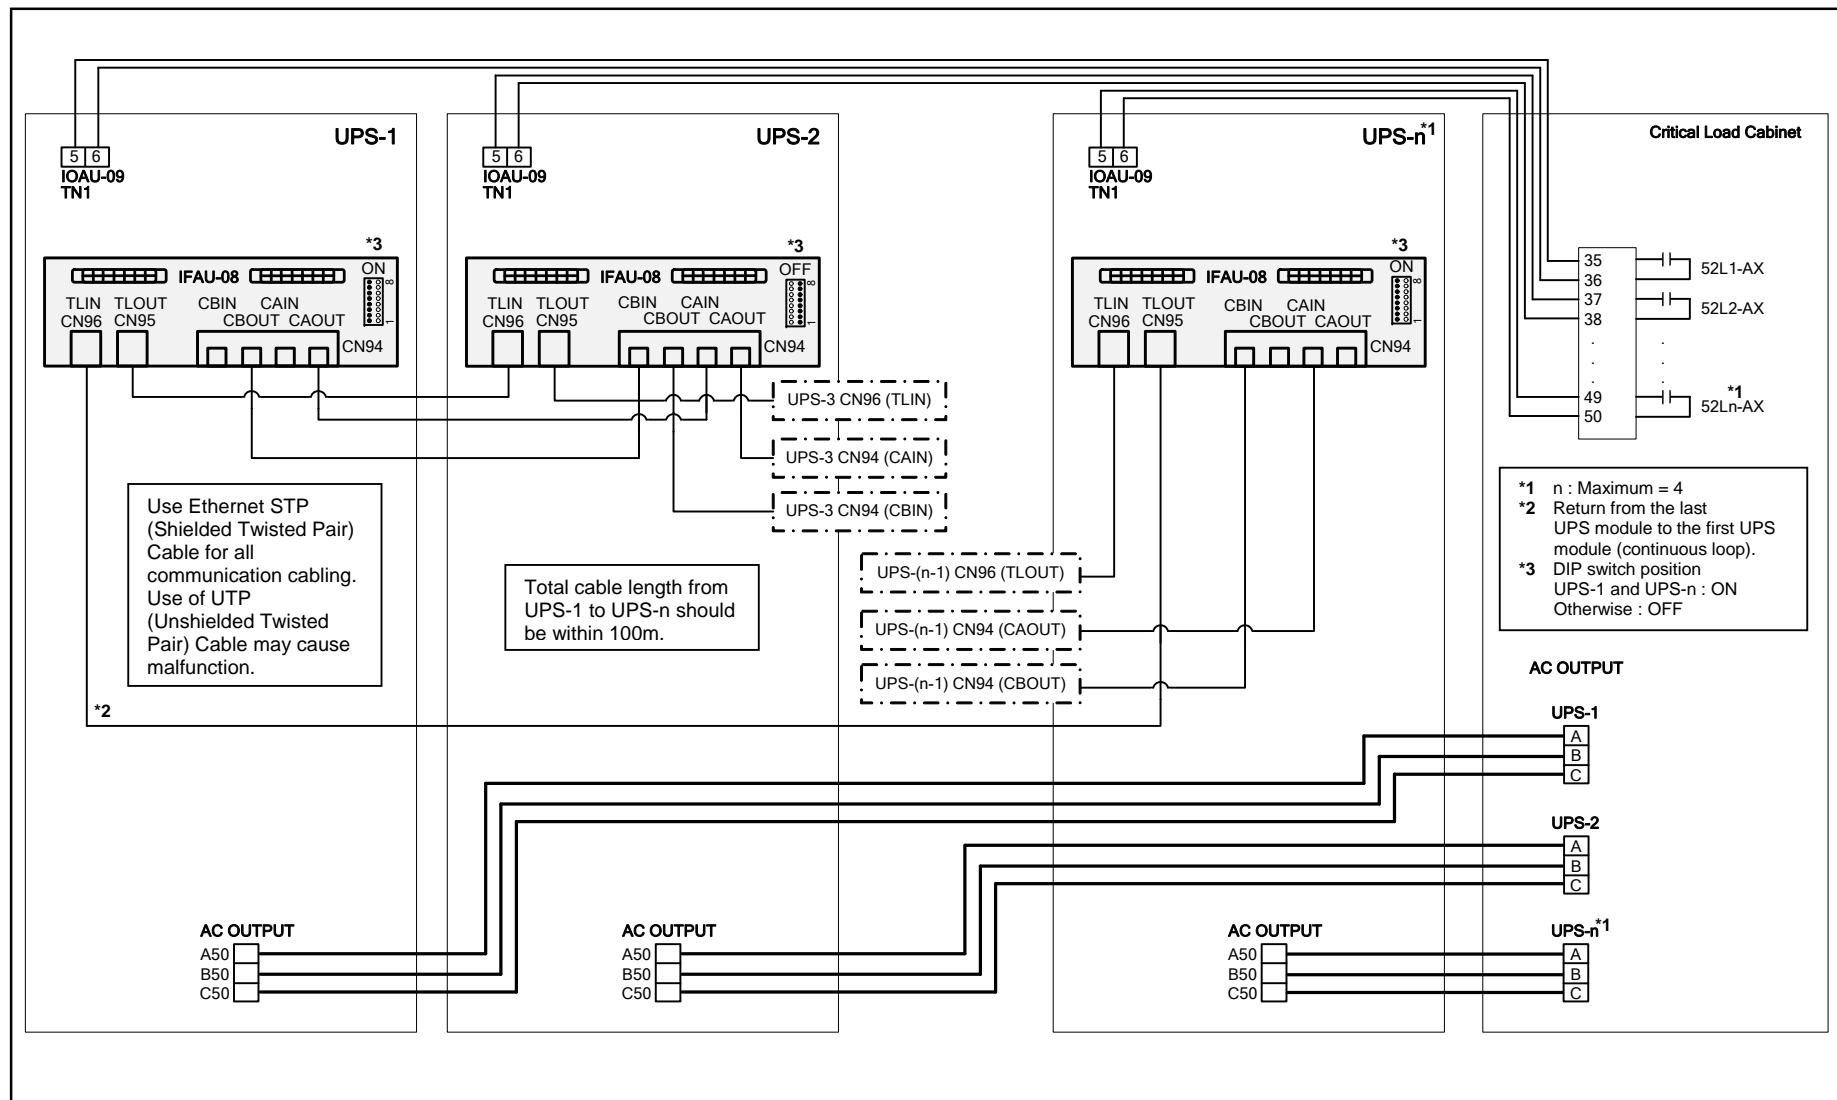 UPS-1
5 6
IOAU-09
TN1
*3
IFAU-08
ON
8
1
TLIN TLOUT CBIN CAIN
CN96 CN95 CBOUT CAOUT
CN94
UPS-2
5 6
IOAU-09
TN1
*3
IFAU-08
OFF
8
1
TLIN TLOUT CBIN CAIN
CN96 CN95 CBOUT CAOUT
CN94
UPS-3 CN96 (TLIN)
UPS-3 CN94 (CAIN)
UPS-3 CN94 (CBIN)
UPS-n*1
5 6
IOAU-09
TN1
*3
IFAU-08
ON
8
1
TLIN TLOUT CBIN CAIN
CN96 CN95 CBOUT CAOUT
CN94
UPS-(n-1) CN96 (TLOUT)
UPS-(n-1) CN94 (CAOUT)
UPS-(n-1) CN94 (CBOUT)
Critical Load Cabinet
35
36
52L1-AX
37
38
52L2-AX
. .
. .
. .
49
50
*1
52Ln-AX
Use Ethernet STP
(Shielded Twisted Pair)
Cable for all
communication cabling.
Use of UTP
(Unshielded Twisted
Pair) Cable may cause
malfunction.
Total cable length from
UPS-1 to UPS-n should
be within 100m.
*1 n : Maximum = 4
*2 Return from the last
UPS module to the first UPS
module (continuous loop).
*3 DIP switch position
UPS-1 and UPS-n : ON
Otherwise : OFF
*2
AC OUTPUT
UPS-1
A
B
C
UPS-2
A
B
C
UPS-n*1
A
B
C
AC OUTPUT
A50
B50
C50
AC OUTPUT
A50
B50
C50
AC OUTPUT
A50
B50
C50